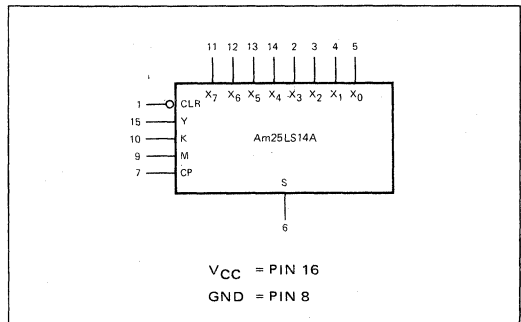 11 12 13 14 2 3 4 5
X7 X6 X5 X4 X3 X2 X1 X0
1 CLR
15 Y
10 K
Am25LS14A
9 M
7 CP
S
6
VCC = PIN 16
GND = PIN 8